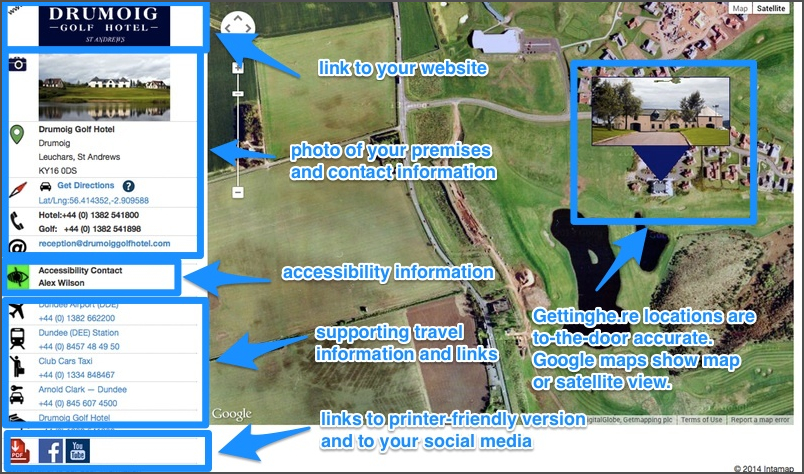 www.
DRUMOIG
GOLF HOTEL
ST ANDREWS
Drumoig Golf Hotel
Drumoig
Leuchars, St Andrews
KY16 0DS
Get Directions ?
Lat/Lng:56.414352,-2.909588
Hotel:+44 (0) 1382 541800
Golf: +44 (0) 1382 541898
@ reception@drumoiggolfhotel.com
Accessibility Contact
Alex Wilson
Dundee Airport (DDE)
+44 (0) 1382 662200
Dundee (DEE) Station
+44 (0) 8457 48 49 50
Club Cars Taxi
+44 (0) 1334 848467
Arnold Clark — Dundee
+44 (0) 845 607 4500
Drumoig Golf Hotel
PDF
f
You
Tube
Map Satellite
link to your website
photo of your premises
and contact information
accessibility information
supporting travel
information and links
links to printer-friendly version
and to your social media
Gettinghe.re locations are
to-the-door accurate.
Google maps show map
or satellite view.
Google
DigitalGlobe, Getmapping plc Terms of Use Report a map error
© 2014 Intamap